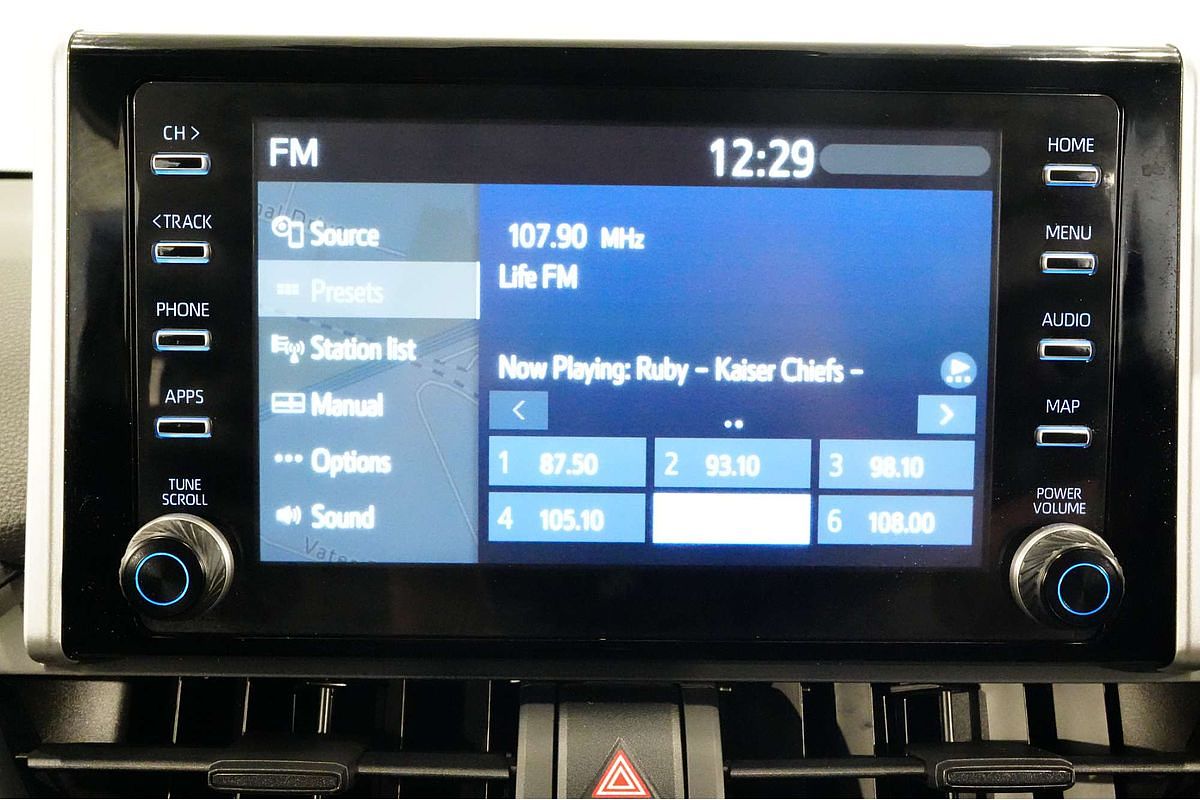 CH >
< TRACK
PHONE
APPS
TUNE
SCROLL
FM
12:29
Source
Presets
Station list
Manual
Options
Sound
107.90 MHz
Life FM
Now Playing: Ruby - Kaiser Chiefs -
<
>
1 87.50
2 93.10
3 98.10
4 105.10
6 108.00
HOME
MENU
AUDIO
MAP
POWER
VOLUME